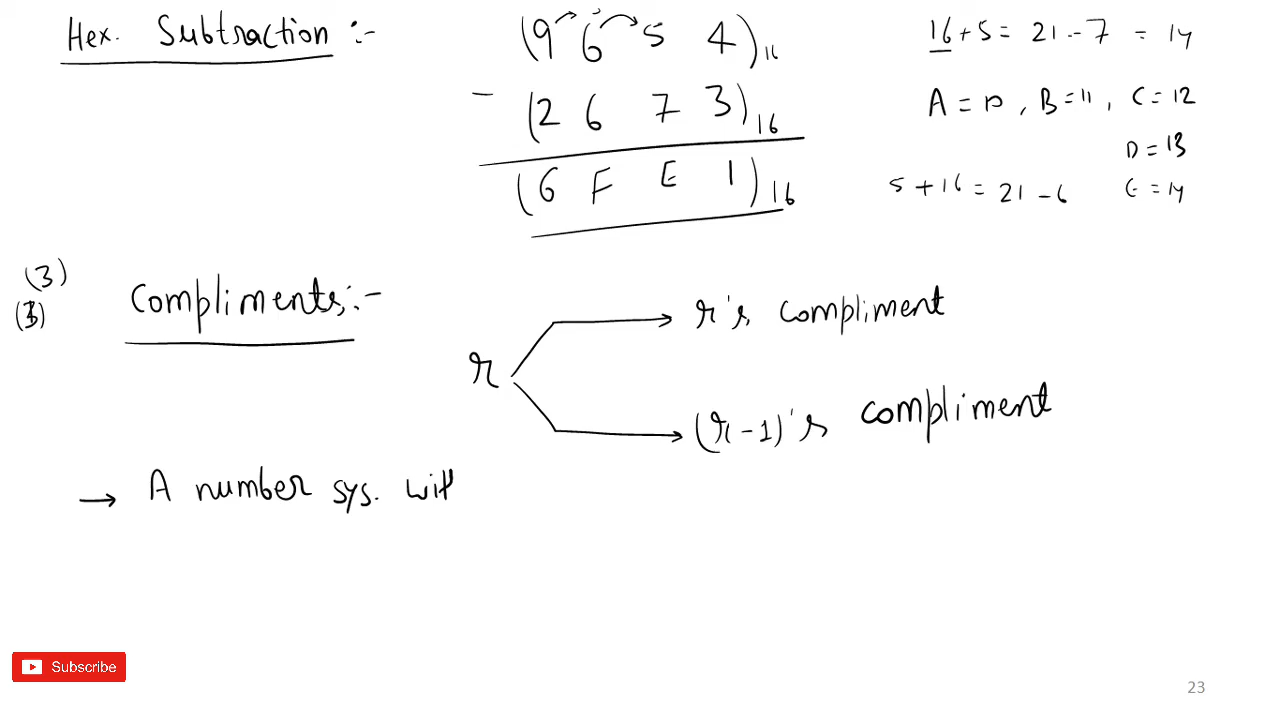 Hex. Subtraction :-
(9 6 5 4)16
- (2 6 7 3)16
(6 F E 1)16
16 + 5 = 21 - 7 = 14
A = 10, B = 11, C = 12
D = 13
5 + 16 = 21 - 6
E = 14
(3)
Compliments :-
r
r's compliment
(r-1)'s compliment
→ A number sys. wit
Subscribe
23